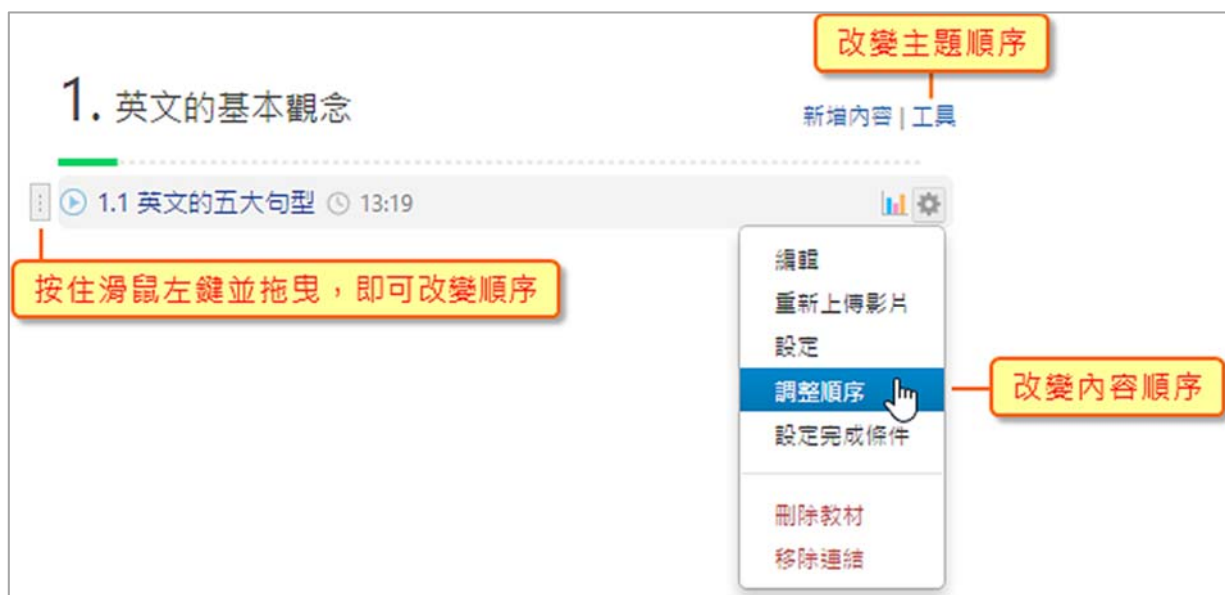 改變主題順序
1. 英文的基本觀念
新增內容 | 工具
1.1 英文的五大句型 13:19
按住滑鼠左鍵並拖曳，即可改變順序
編輯
重新上傳影片
設定
調整順序
改變內容順序
設定完成條件
刪除教材
移除連結